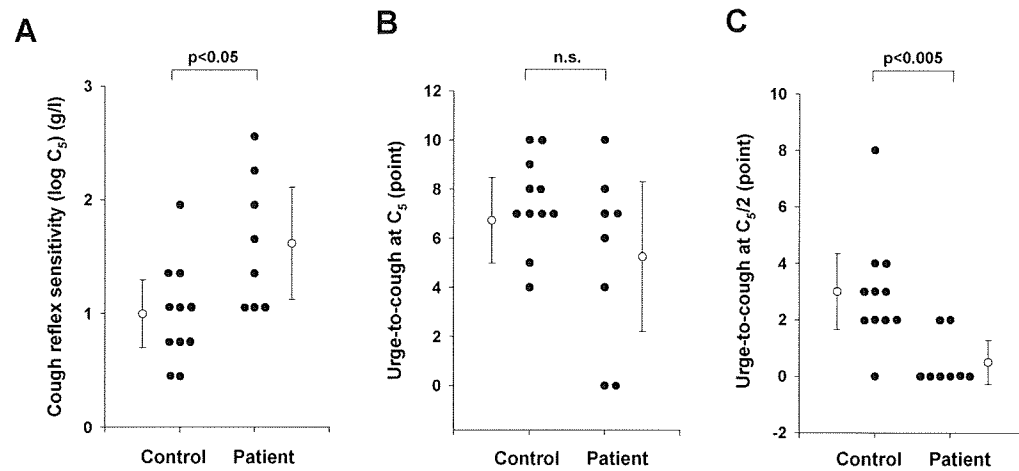 A
p<0.05
Cough reflex sensitivity (log C5) (g/l)
3
2
1
0
Control Patient
B
n.s.
Urge-to-cough at C5 (point)
12
10
8
6
4
2
0
Control Patient
C
p<0.005
Urge-to-cough at C5/2 (point)
10
8
6
4
2
0
-2
Control Patient